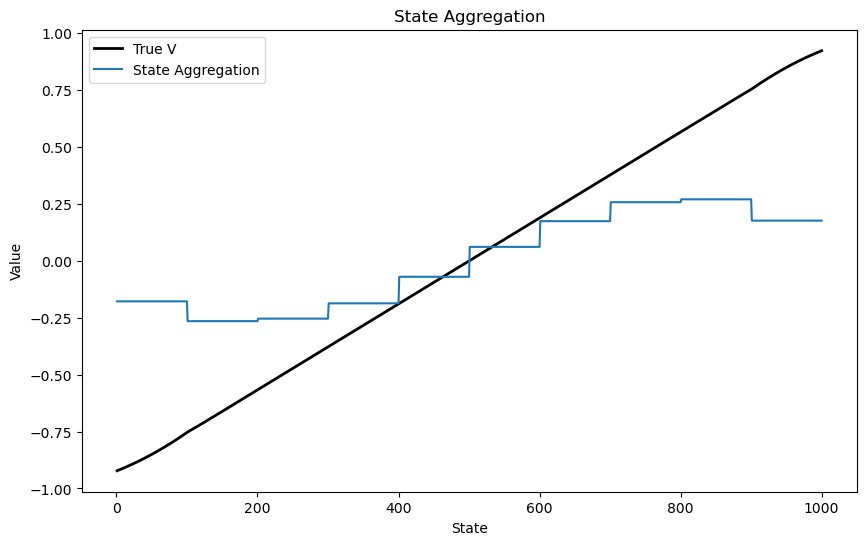 State Aggregation
True V
State Aggregation
1.00
0.75
0.50
0.25
0.00
−0.25
−0.50
−0.75
−1.00
Value
0 200 400 600 800 1000
State